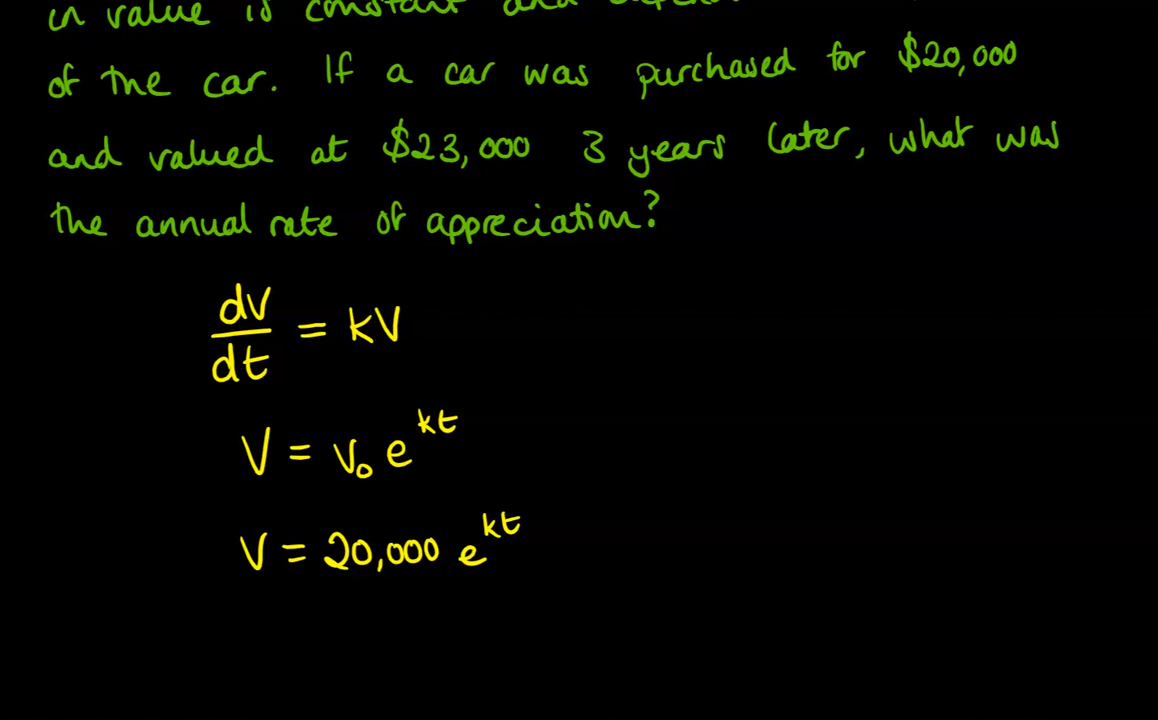 in value is constant and
of the car. If a car was purchased for $20,000
and valued at $23,000 3 years later, what was
the annual rate of appreciation?
dV/dt = kV
V = V₀ e^kt
V = 20,000 e^kt